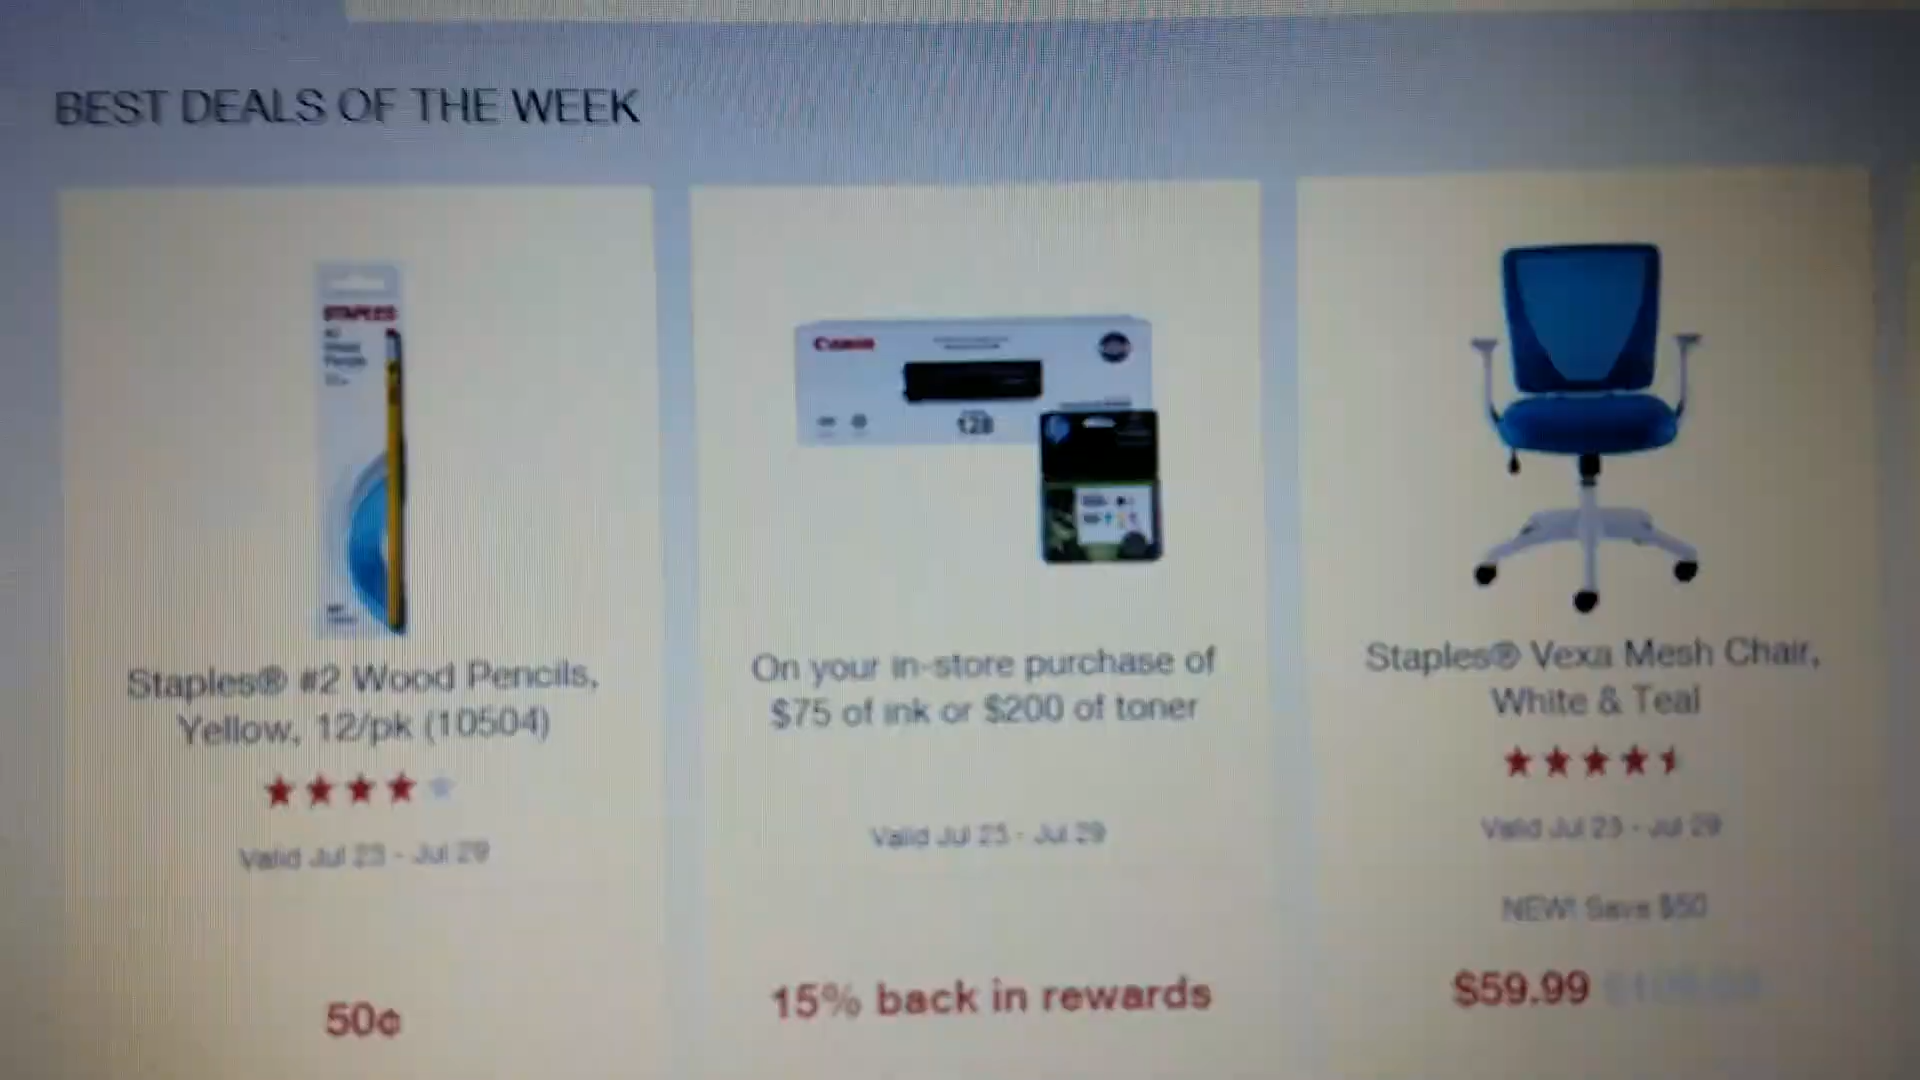 BEST DEALS OF THE WEEK
STAPLES
Canon
128
Staples® #2 Wood Pencils,
Yellow, 12/pk (10504)
Valid Jul 23 - Jul 29
50¢
On your in-store purchase of
$75 of ink or $200 of toner
Valid Jul 23 - Jul 29
15% back in rewards
Staples® Vexa Mesh Chair,
White & Teal
Valid Jul 23 - Jul 29
NEW! Save $50
$59.99